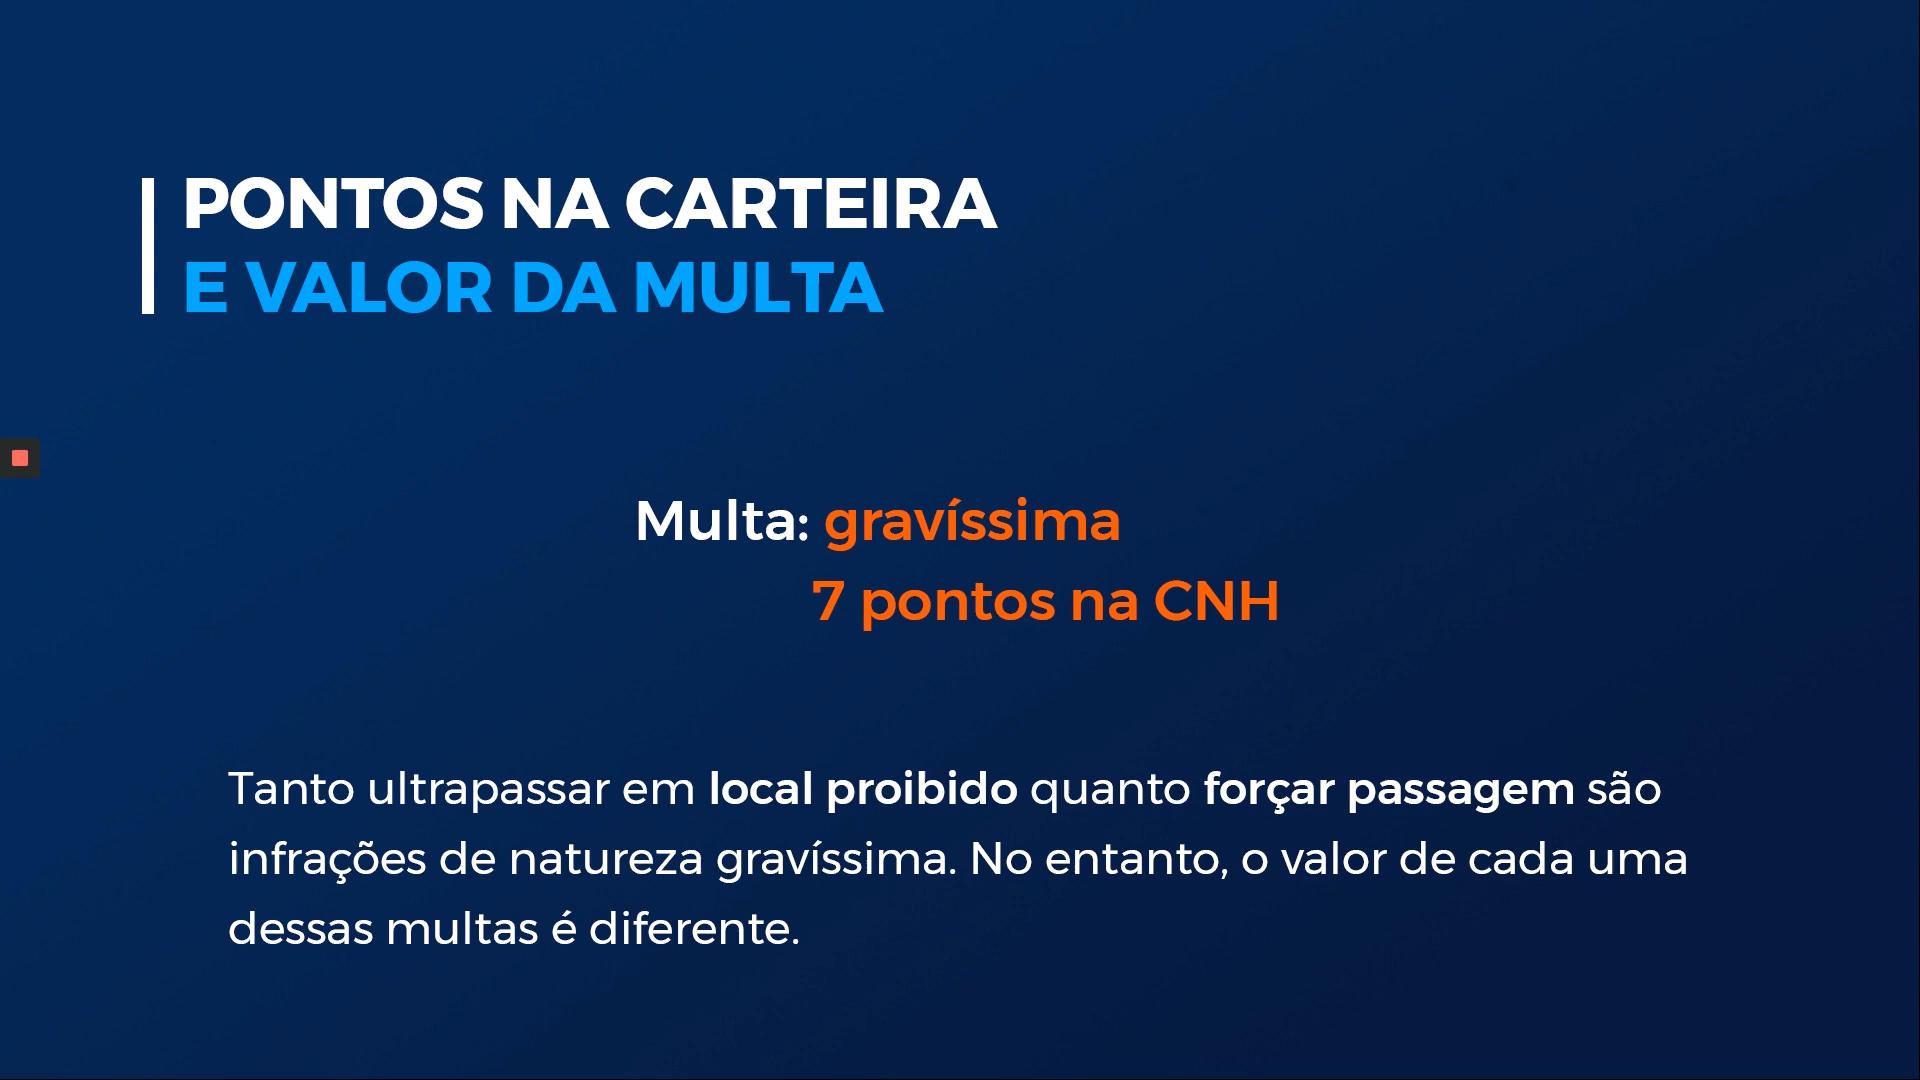 PONTOS NA CARTEIRA
E VALOR DA MULTA
Multa: gravíssima
7 pontos na CNH
Tanto ultrapassar em local proibido quanto forçar passagem são
infrações de natureza gravíssima. No entanto, o valor de cada uma
dessas multas é diferente.